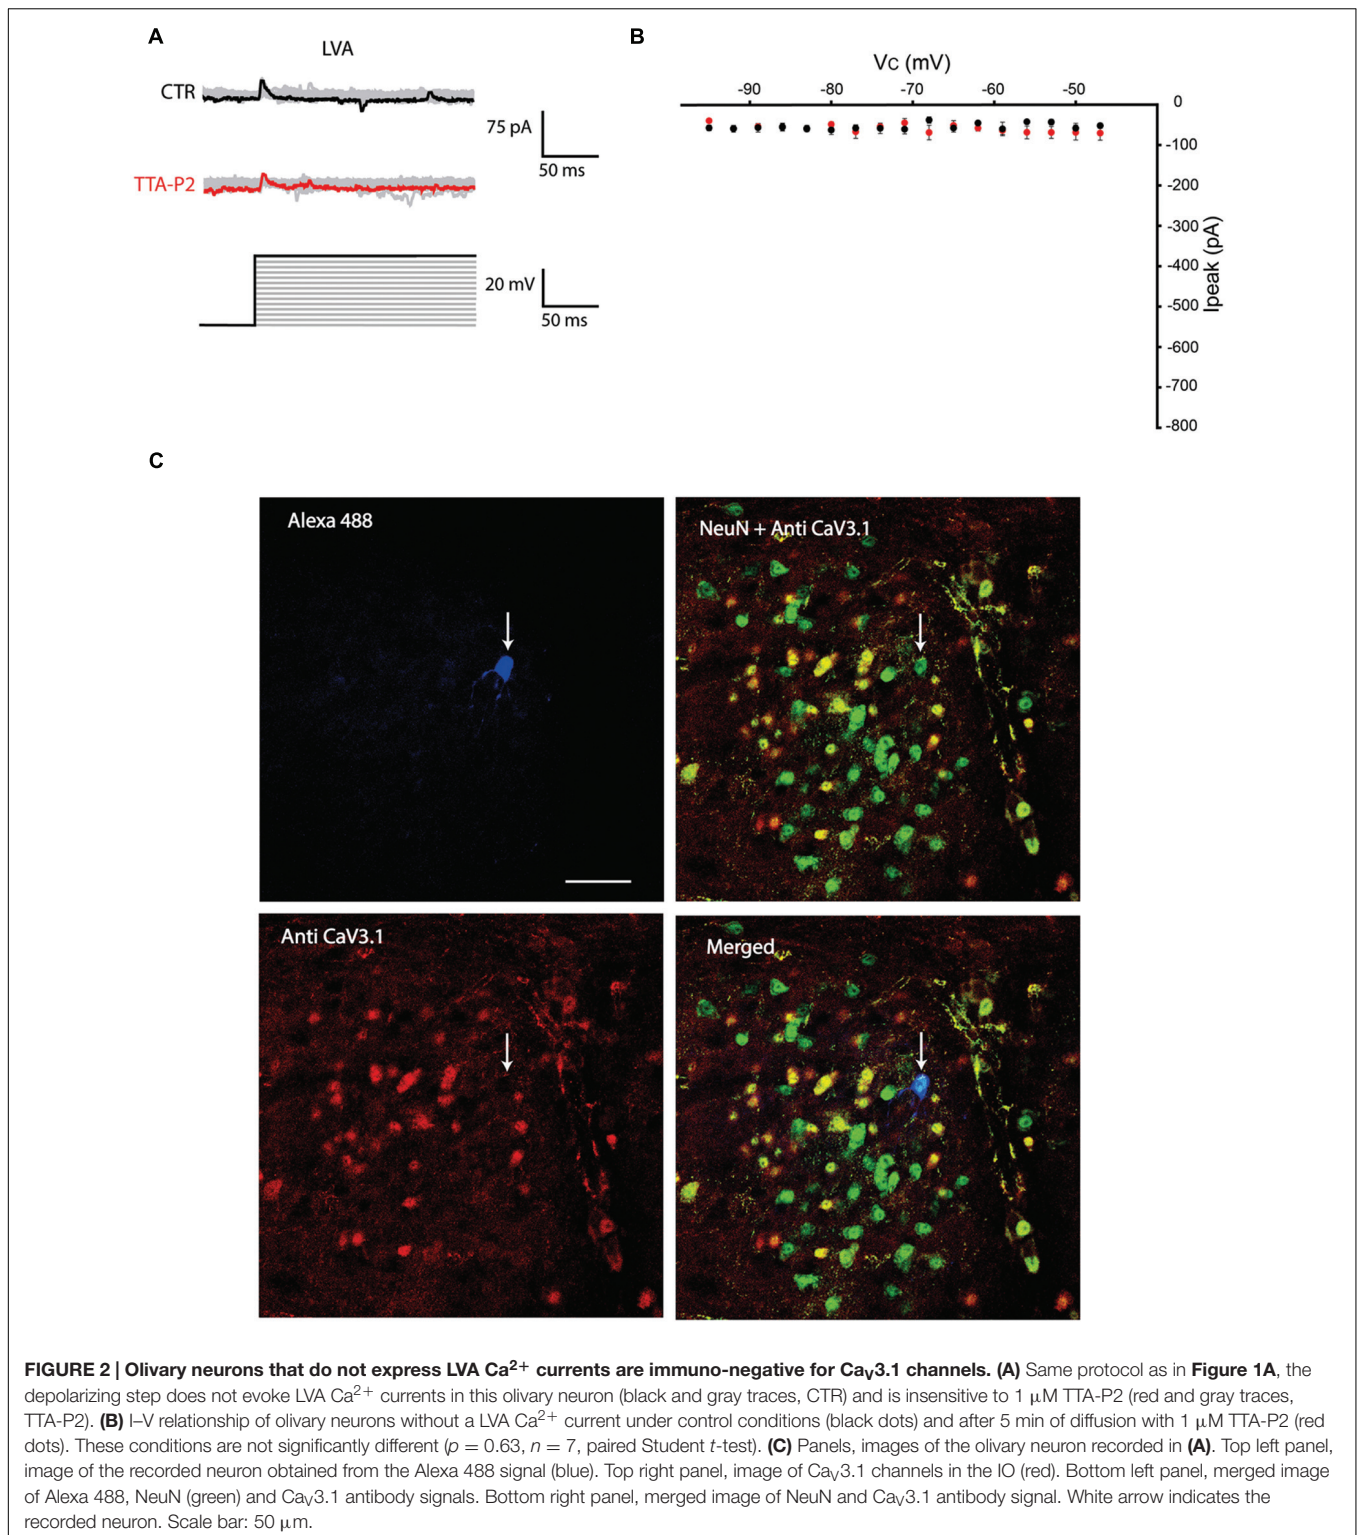 A
LVA
CTR
75 pA
50 ms
TTA-P2
20 mV
50 ms
B
Vc (mV)
-90
-80
-70
-60
-50
0
-100
-200
-300
-400
-500
-600
-700
-800
Ipeak (pA)
C
Alexa 488
NeuN + Anti CaV3.1
Anti CaV3.1
Merged
FIGURE 2 | Olivary neurons that do not express LVA Ca2+ currents are immuno-negative for CaV3.1 channels. (A) Same protocol as in Figure 1A, the
depolarizing step does not evoke LVA Ca2+ currents in this olivary neuron (black and gray traces, CTR) and is insensitive to 1 μM TTA-P2 (red and gray traces,
TTA-P2). (B) I–V relationship of olivary neurons without a LVA Ca2+ current under control conditions (black dots) and after 5 min of diffusion with 1 μM TTA-P2 (red
dots). These conditions are not significantly different (p = 0.63, n = 7, paired Student t-test). (C) Panels, images of the olivary neuron recorded in (A). Top left panel,
image of the recorded neuron obtained from the Alexa 488 signal (blue). Top right panel, image of CaV3.1 channels in the IO (red). Bottom left panel, merged image
of Alexa 488, NeuN (green) and CaV3.1 antibody signals. Bottom right panel, merged image of NeuN and CaV3.1 antibody signal. White arrow indicates the
recorded neuron. Scale bar: 50 μm.